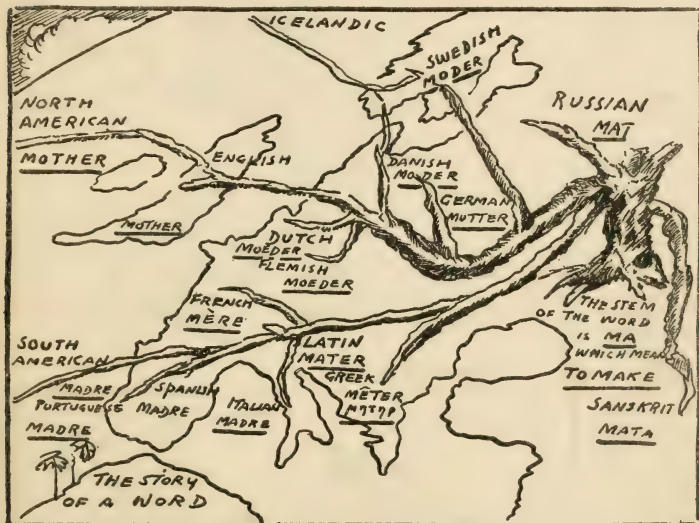 ICELANDIC
SWEDISH
MODER
RUSSIAN
MAT
NORTH
AMERICAN
MOTHER
ENGLISH
MOTHER
DANISH
MODER
GERMAN
MUTTER
DUTCH
MOEDER
FLEMISH
MOEDER
FRENCH
MÈRE
SOUTH
AMERICAN
MADRE
PORTUGUESE
MADRE
SPANISH
MADRE
ITALIAN
MADRE
LATIN
MATER
GREEK
METER
THE STEM
OF THE WORD
IS MA
WHICH MEAN
TO MAKE
SANSKRIT
MATA
THE STORY
OF A WORD